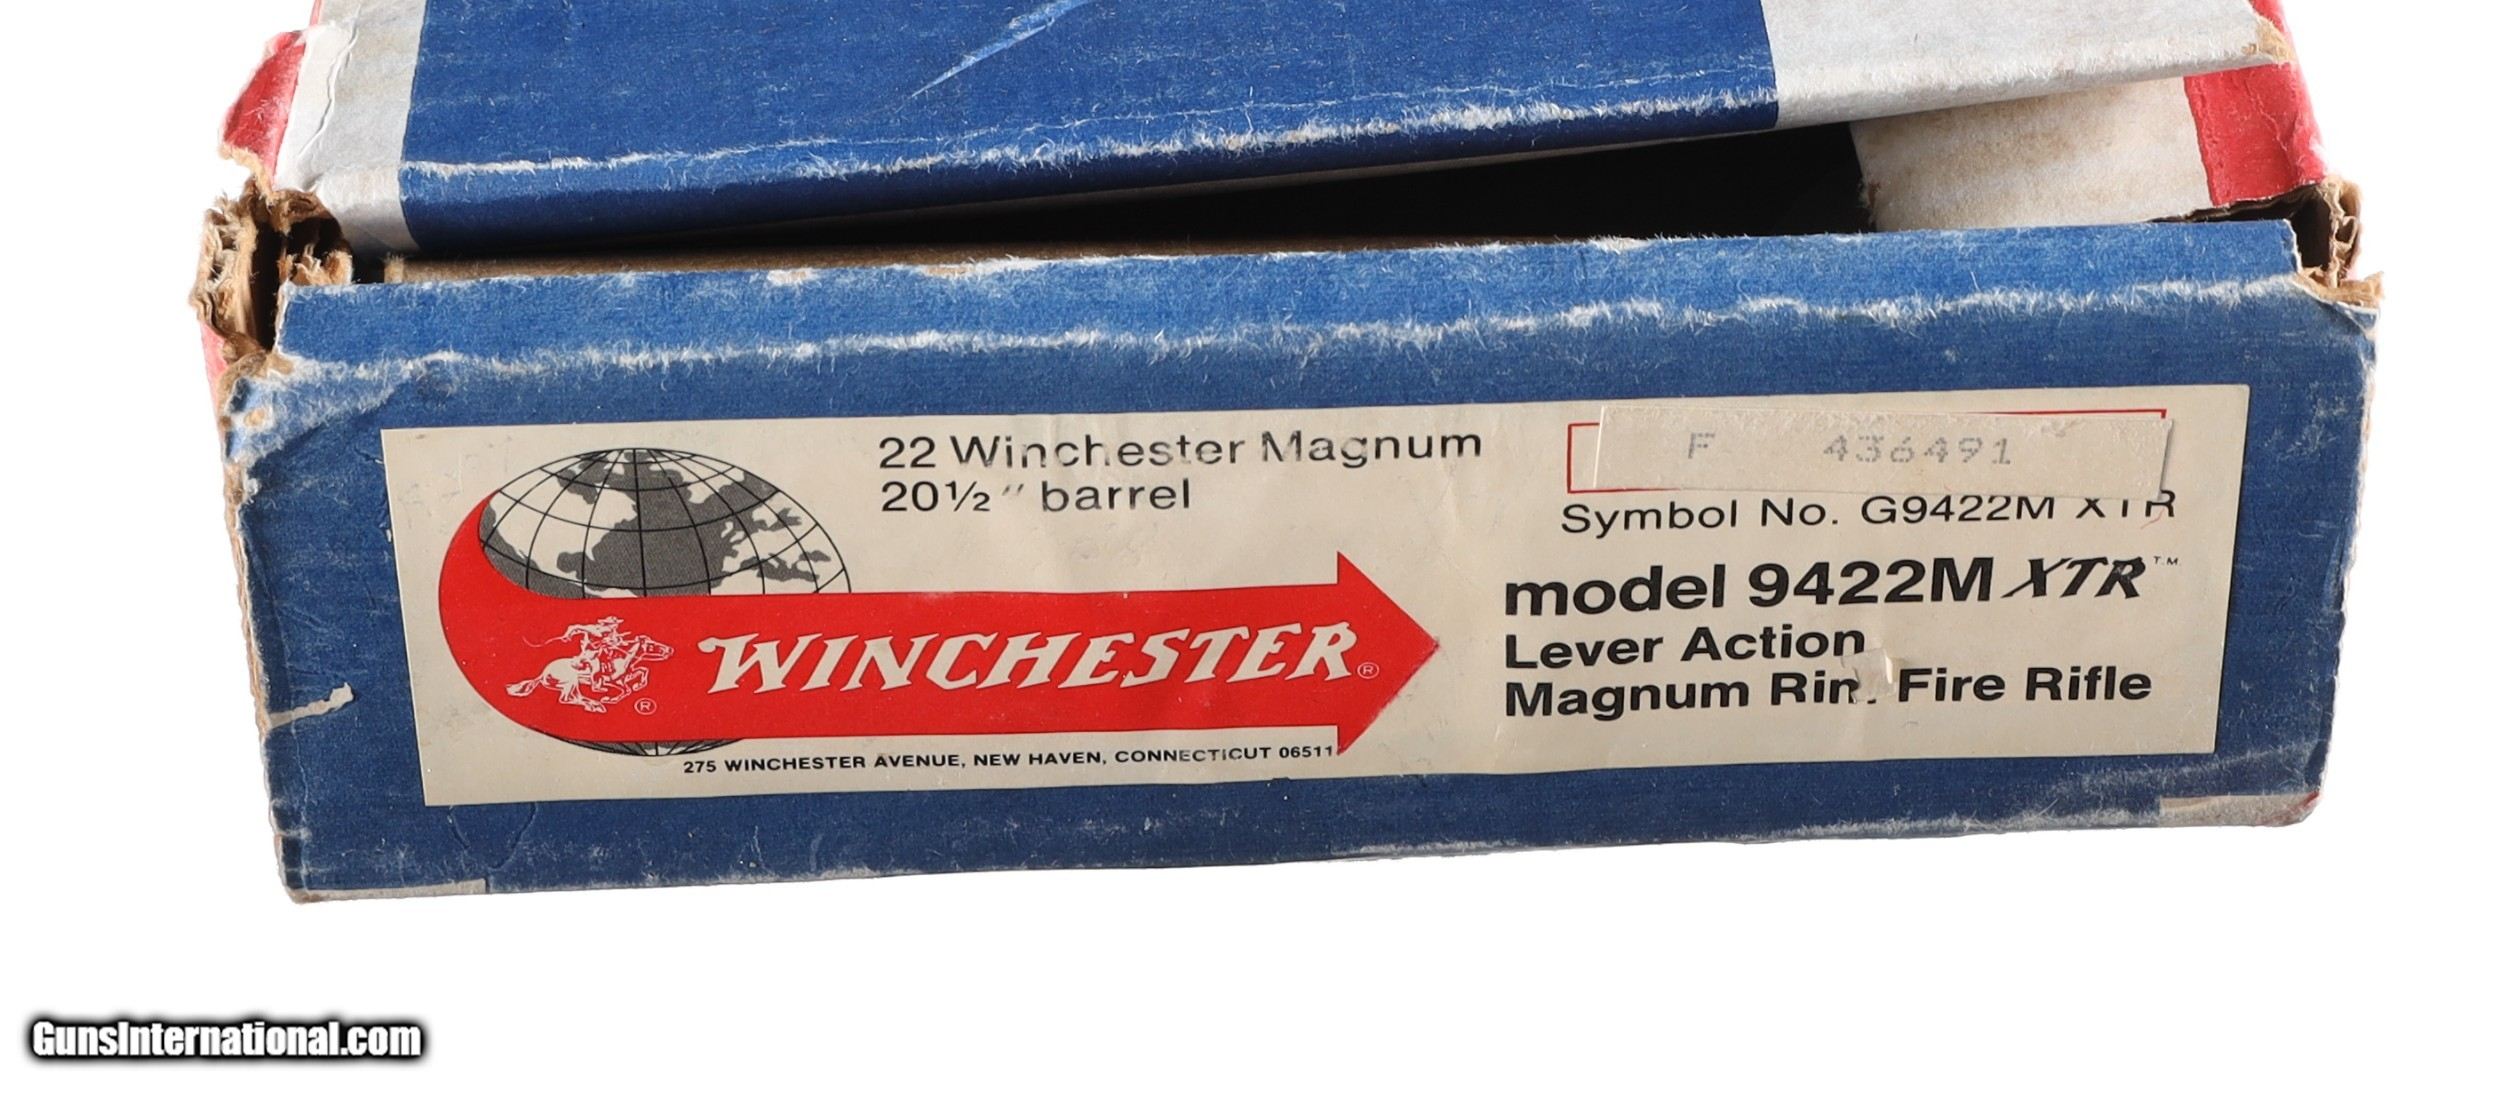 22 Winchester Magnum
20½" barrel
F 436491
Symbol No. G9422M XTR
model 9422M XTR™
Lever Action
Magnum Rim Fire Rifle
WINCHESTER®
®
275 WINCHESTER AVENUE, NEW HAVEN, CONNECTICUT 06511
GunsInternational.com